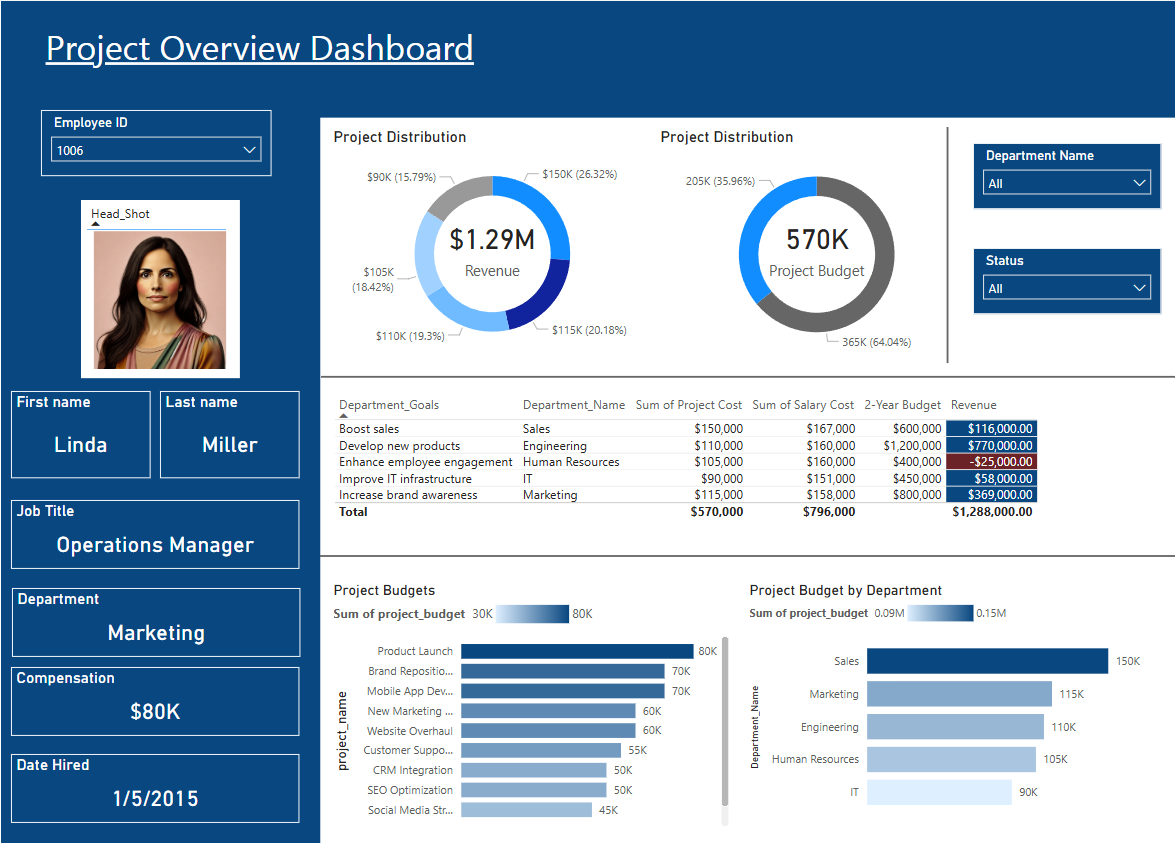 Project Overview Dashboard
Employee ID
1006
Head_Shot
First name
Linda
Last name
Miller
Job Title
Operations Manager
Department
Marketing
Compensation
$80K
Date Hired
1/5/2015
Project Distribution
$90K (15.79%)
$150K (26.32%)
$1.29M
Revenue
$105K
(18.42%)
$110K (19.3%)
$115K (20.18%)
Project Distribution
205K (35.96%)
570K
Project Budget
365K (64.04%)
Department Name
All
Status
All
Department_Goals Department_Name Sum of Project Cost Sum of Salary Cost 2-Year Budget Revenue
Boost sales Sales $150,000 $167,000 $600,000 $116,000.00
Develop new products Engineering $110,000 $160,000 $1,200,000 $770,000.00
Enhance employee engagement Human Resources $105,000 $160,000 $400,000 -$25,000.00
Improve IT infrastructure IT $90,000 $151,000 $450,000 $58,000.00
Increase brand awareness Marketing $115,000 $158,000 $800,000 $369,000.00
Total $570,000 $796,000 $1,288,000.00
Project Budgets
Sum of project_budget 30K 80K
project_name
Product Launch 80K
Brand Repositio... 70K
Mobile App Dev... 70K
New Marketing ... 60K
Website Overhaul 60K
Customer Suppo... 55K
CRM Integration 50K
SEO Optimization 50K
Social Media Str... 45K
Project Budget by Department
Sum of project_budget 0.09M 0.15M
Department_Name
Sales 150K
Marketing 115K
Engineering 110K
Human Resources 105K
IT 90K